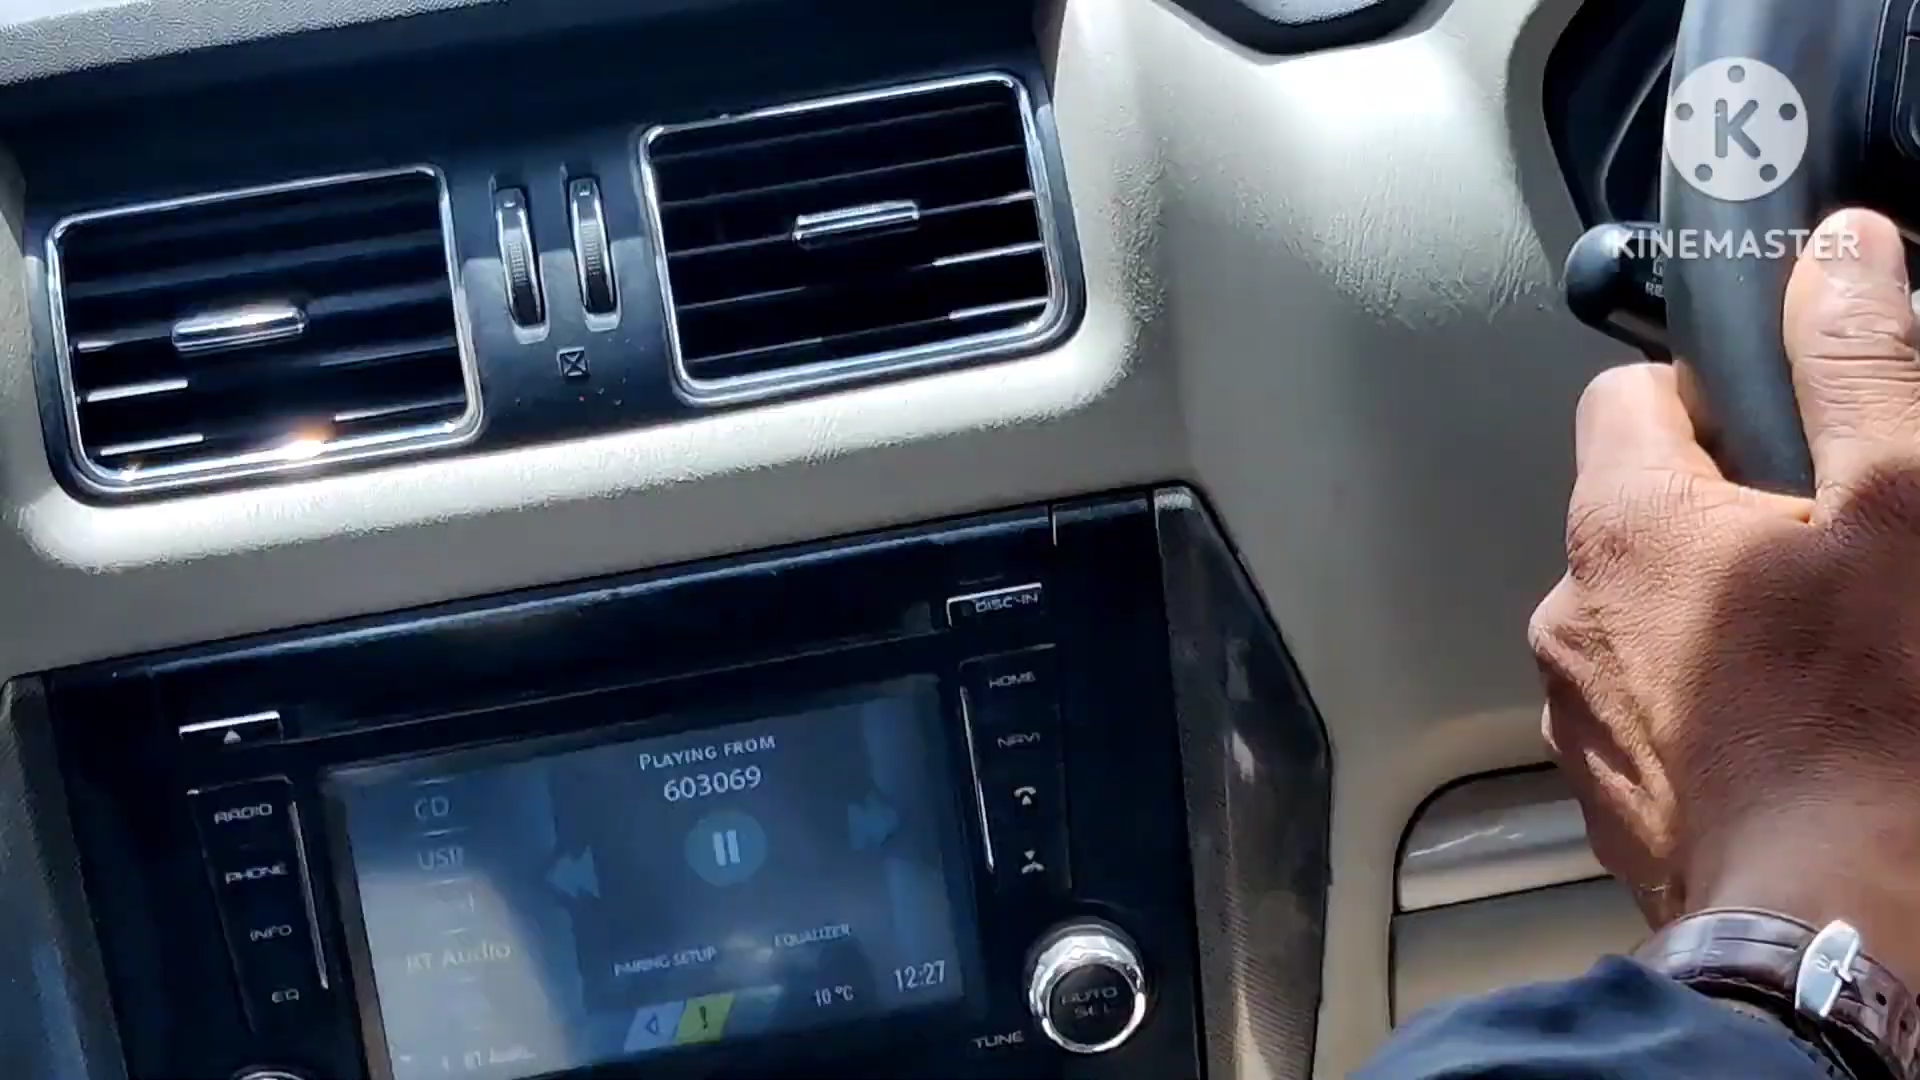 K
KINEMASTER
DISC-IN
HOME
NAVI
RADIO
PHONE
INFO
EQ
PLAYING FROM
603069
CD
USB
BT Audio
PAIRING SETUP
EQUALIZER
10 °C
12:27
AUTO
SEL
TUNE